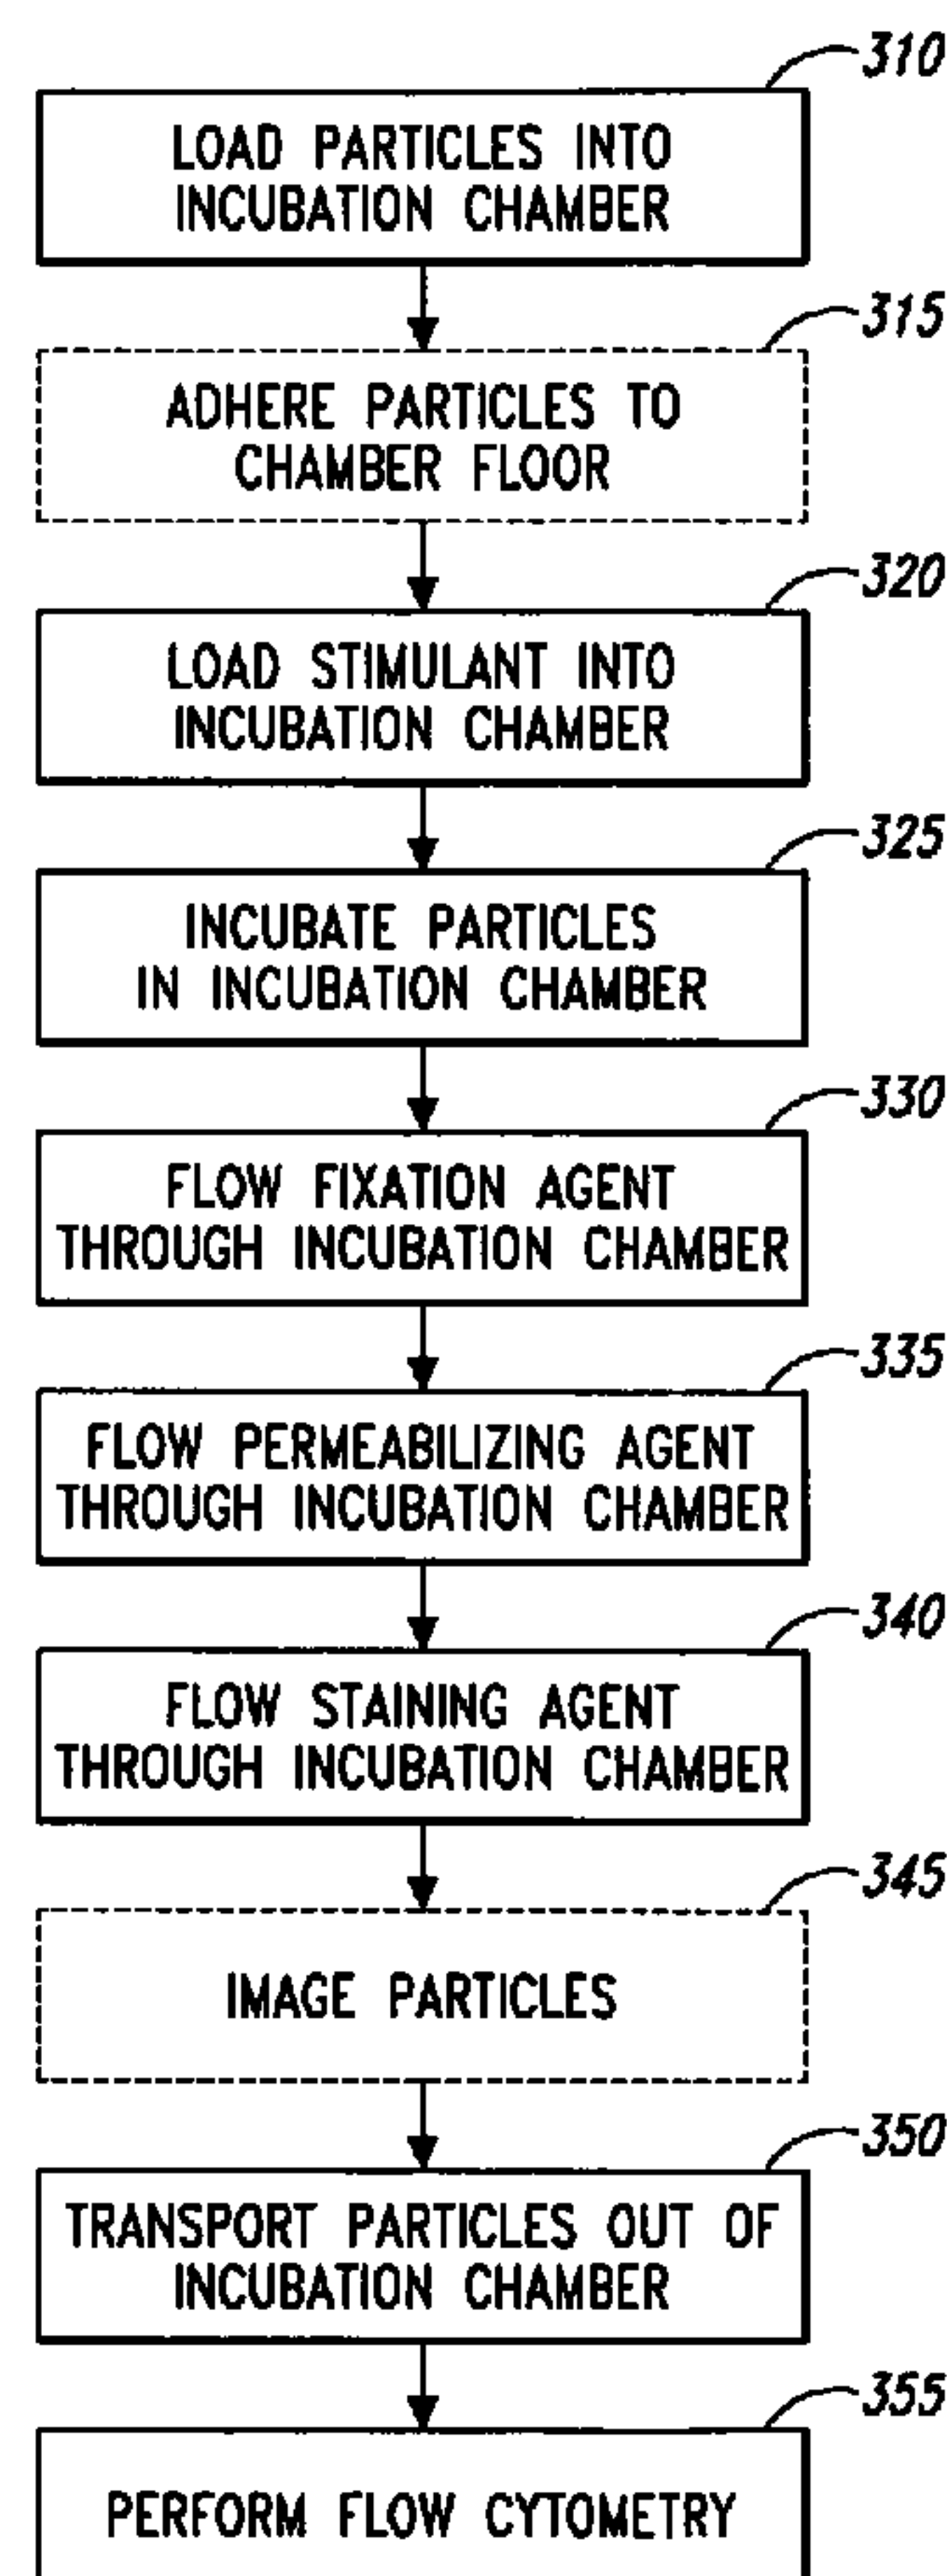 310
LOAD PARTICLES INTO
INCUBATION CHAMBER
315
ADHERE PARTICLES TO
CHAMBER FLOOR
320
LOAD STIMULANT INTO
INCUBATION CHAMBER
325
INCUBATE PARTICLES
IN INCUBATION CHAMBER
330
FLOW FIXATION AGENT
THROUGH INCUBATION CHAMBER
335
FLOW PERMEABILIZING AGENT
THROUGH INCUBATION CHAMBER
340
FLOW STAINING AGENT
THROUGH INCUBATION CHAMBER
345
IMAGE PARTICLES
350
TRANSPORT PARTICLES OUT OF
INCUBATION CHAMBER
355
PERFORM FLOW CYTOMETRY